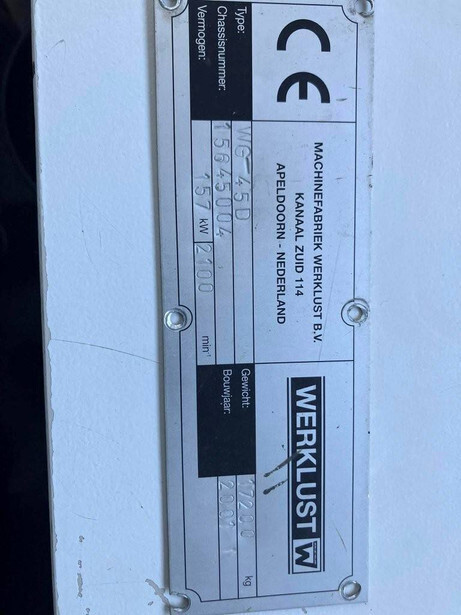 CE
MACHINEFABRIEK WERKLUST B.V.
KANAAL ZUID 114
APELDOORN - NEDERLAND
WERKLUST W
Type: WG 45D
Chassisnummer: 15645004
Vermogen: 157 kW 2100 min⁻¹
Gewicht: 17200 kg
Bouwjaar: 2001